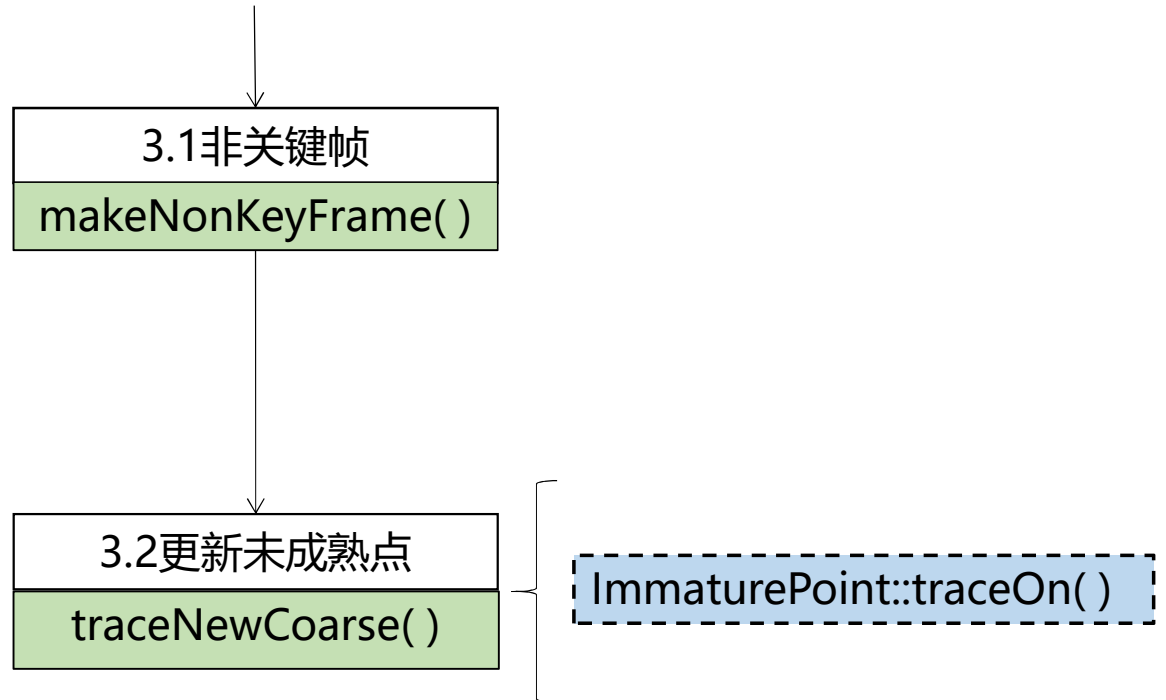 3.1非关键帧
makeNonKeyFrame( )
3.2更新未成熟点
traceNewCoarse( )
ImmaturePoint::traceOn( )